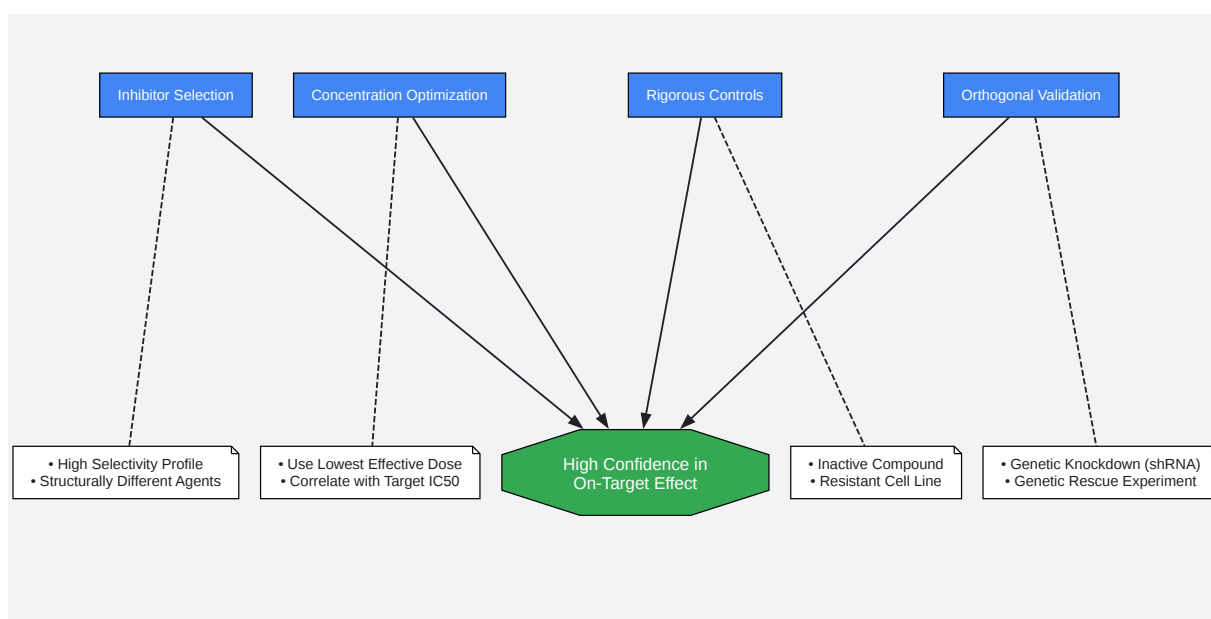 Inhibitor Selection
Concentration Optimization
Rigorous Controls
Orthogonal Validation
• High Selectivity Profile
• Structurally Different Agents
• Use Lowest Effective Dose
• Correlate with Target IC50
High Confidence in
On-Target Effect
• Inactive Compound
• Resistant Cell Line
• Genetic Knockdown (shRNA)
• Genetic Rescue Experiment